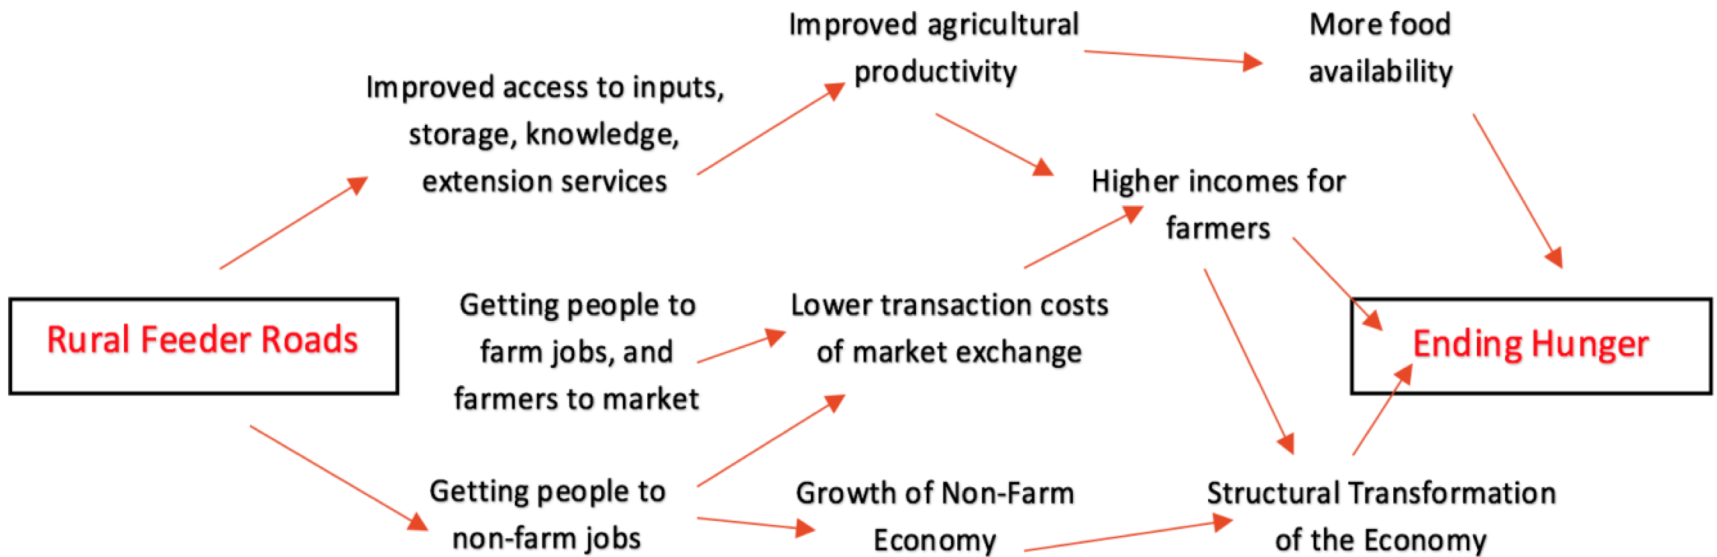 Improved agricultural
productivity
More food
availability
Improved access to inputs,
storage, knowledge,
extension services
Higher incomes for
farmers
Rural Feeder Roads
Getting people to
farm jobs, and
farmers to market
Lower transaction costs
of market exchange
Ending Hunger
Getting people to
non-farm jobs
Growth of Non-Farm
Economy
Structural Transformation
of the Economy